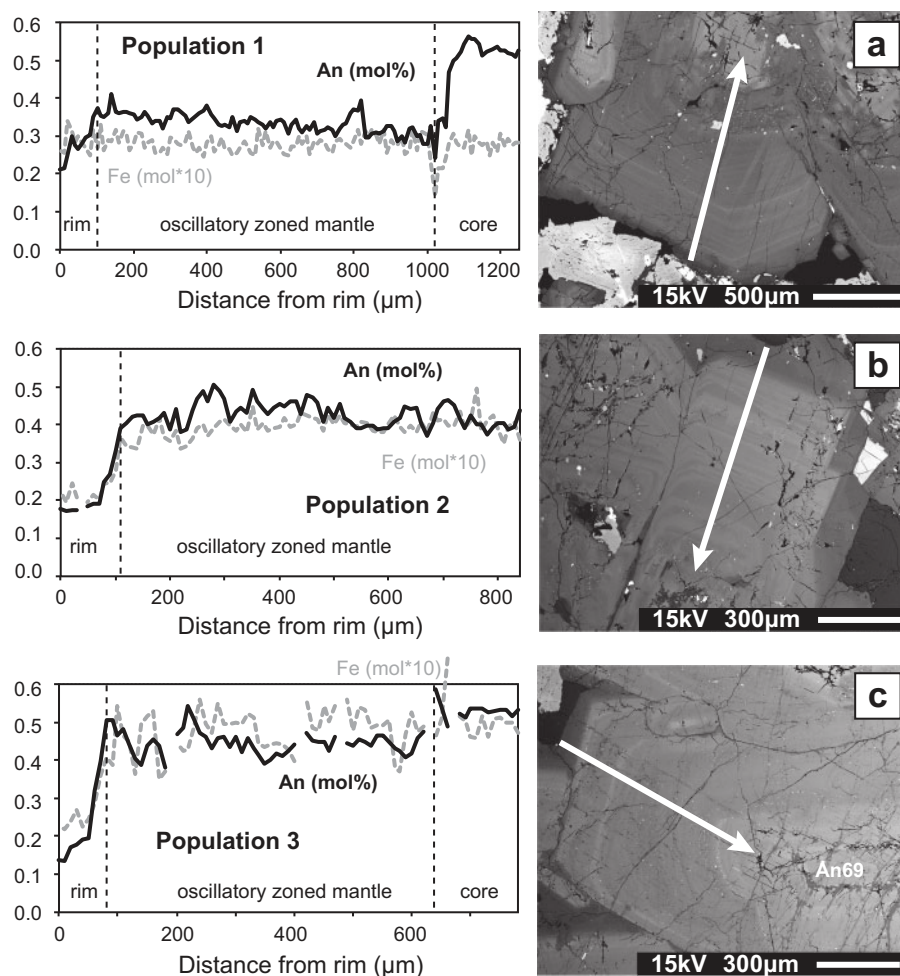 0.6
0.5
0.4
0.3
0.2
0.1
0.0
Population 1
An (mol%)
Fe (mol*10)
rim
oscillatory zoned mantle
core
0 200 400 600 800 1000 1200
Distance from rim (µm)
a
15kV 500µm
0.6
0.5
0.4
0.3
0.2
0.1
0.0
An (mol%)
Fe (mol*10)
Population 2
rim
oscillatory zoned mantle
0 200 400 600 800
Distance from rim (µm)
b
15kV 300µm
Fe (mol*10)
0.6
0.5
0.4
0.3
0.2
0.1
0.0
An (mol%)
Population 3
rim
oscillatory zoned mantle
core
0 200 400 600
Distance from rim (µm)
c
An69
15kV 300µm